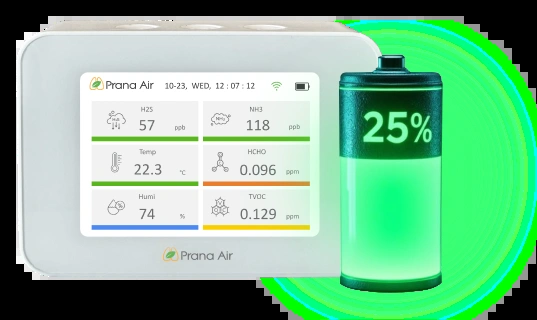 Prana Air 10-23, WED, 12 : 07 : 12
H2S
57 ppb
NH3
118 ppb
Temp
22.3 °C
HCHO
0.096 ppm
Humi
74 %
TVOC
0.129 ppm
Prana Air
25%